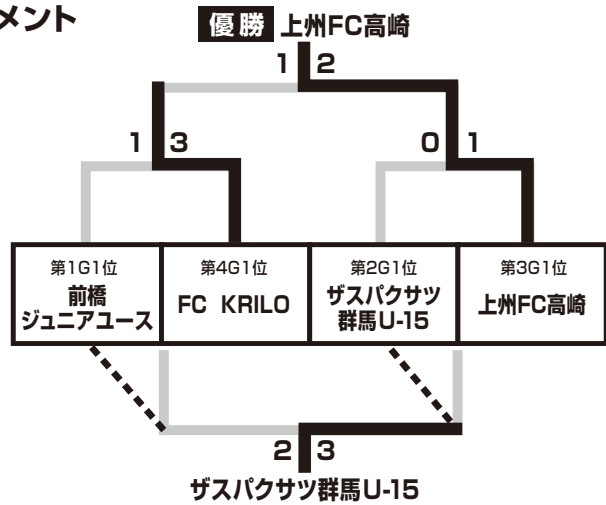 メント
優勝 上州FC高崎
1 2
1 3
0 1
第1G1位
前橋
ジュニアユース
第4G1位
FC KRILO
第2G1位
ザスパクサツ
群馬U-15
第3G1位
上州FC高崎
2 3
ザスパクサツ群馬U-15